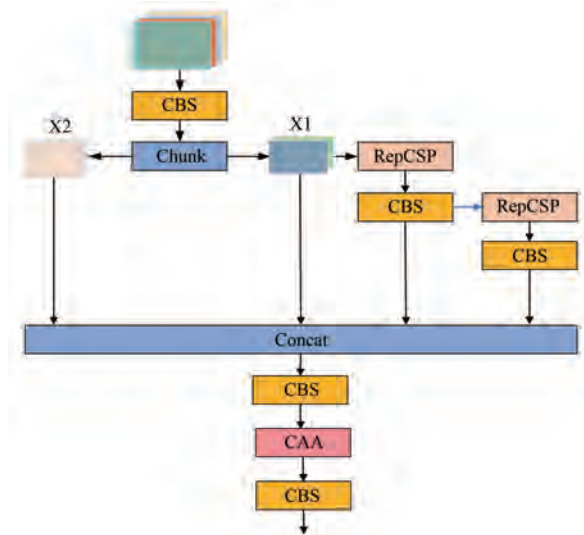 CBS
X2
X1
Chunk
RepCSP
CBS
RepCSP
CBS
Concat
CBS
CAA
CBS